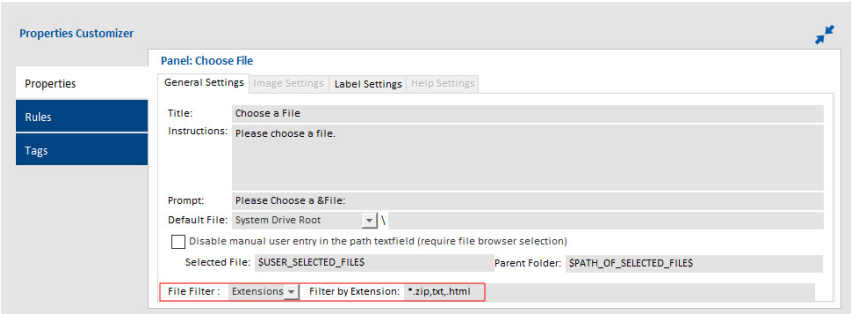 Properties Customizer
Panel: Choose File
Properties
General Settings Image Settings Label Settings Help Settings
Rules
Title: Choose a File
Instructions: Please choose a file.
Tags
Prompt: Please Choose a &File:
Default File: System Drive Root \
Disable manual user entry in the path textfield (require file browser selection)
Selected File: $USER_SELECTED_FILE$ Parent Folder: $PATH_OF_SELECTED_FILE$
File Filter : Extensions Filter by Extension: *.zip,txt,.html